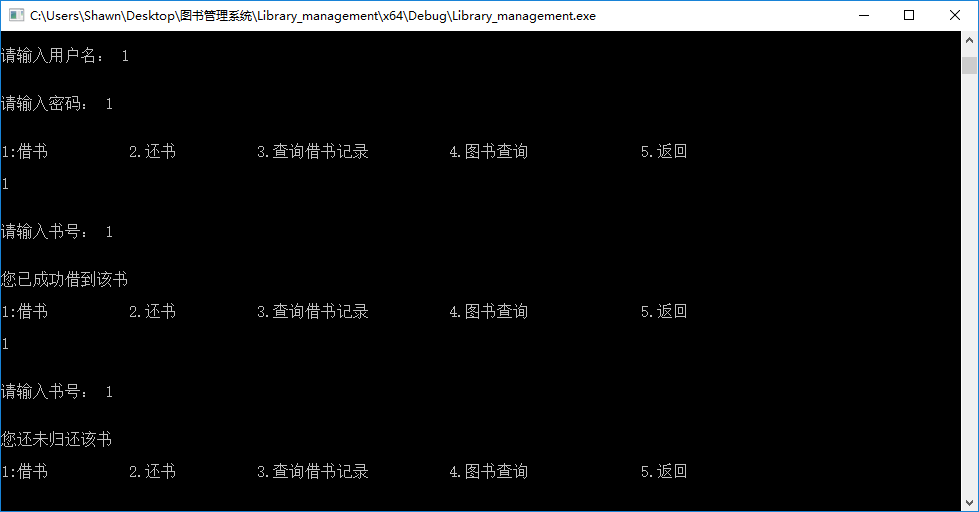 C:\Users\Shawn\Desktop\图书管理系统\Library_management\x64\Debug\Library_management.exe
请输入用户名： 1
请输入密码： 1
1:借书 2.还书 3.查询借书记录 4.图书查询 5.返回
1
请输入书号： 1
您已成功借到该书
1:借书 2.还书 3.查询借书记录 4.图书查询 5.返回
1
请输入书号： 1
您还未归还该书
1:借书 2.还书 3.查询借书记录 4.图书查询 5.返回